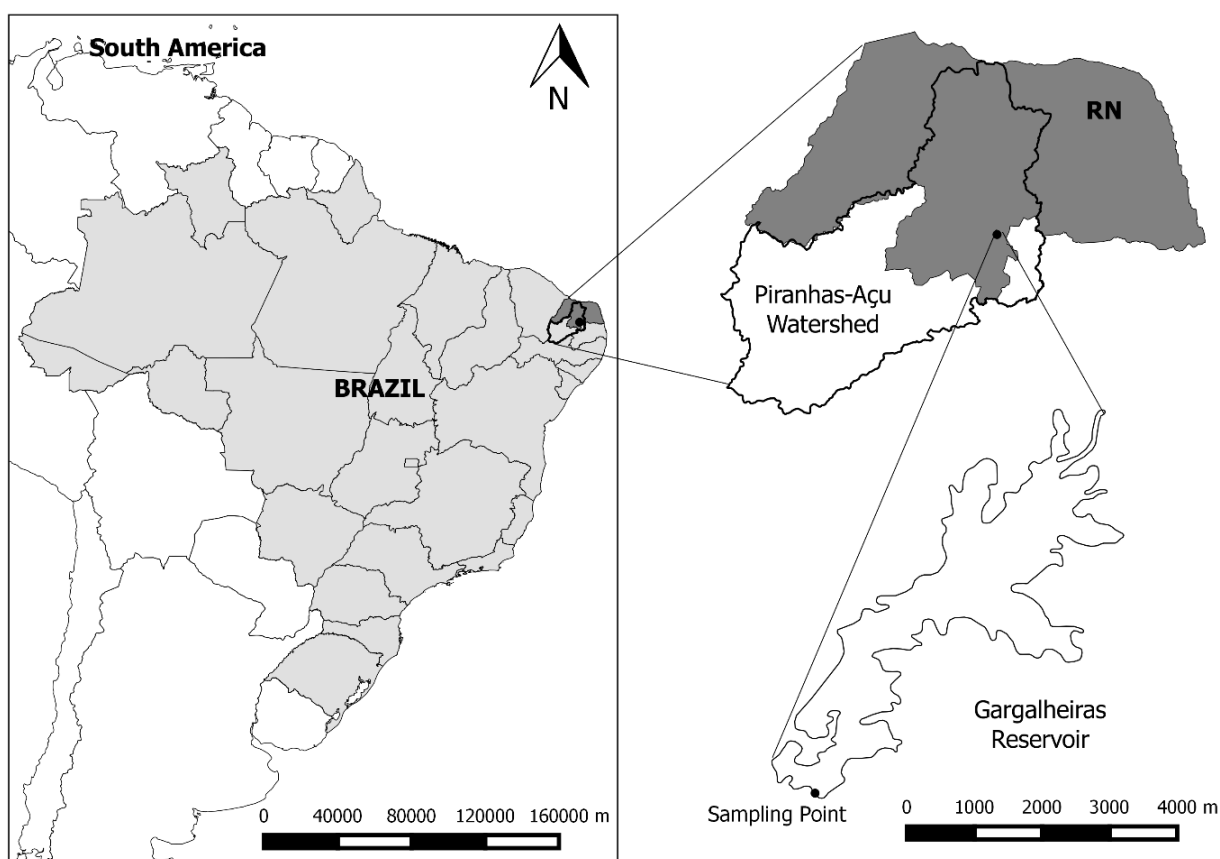 South America
N
BRAZIL
0 40000 80000 120000 160000 m
RN
Piranhas-Açu
Watershed
Gargalheiras
Reservoir
Sampling Point
0 1000 2000 3000 4000 m